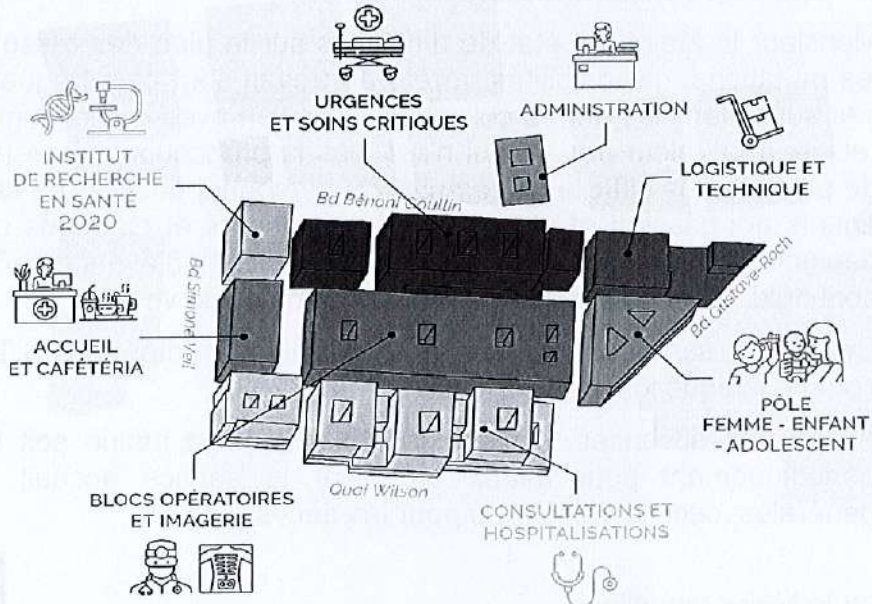 URGENCES
ET SOINS CRITIQUES
ADMINISTRATION
LOGISTIQUE ET
TECHNIQUE
INSTITUT
DE RECHERCHE
EN SANTÉ
2020
Bd Bénoni Goullin
Bd Simone Veil
Bd Gustave-Roch
ACCUEIL
ET CAFÉTÉRIA
PÔLE
FEMME - ENFANT
- ADOLESCENT
Quai Wilson
BLOCS OPÉRATOIRES
ET IMAGERIE
CONSULTATIONS ET
HOSPITALISATIONS